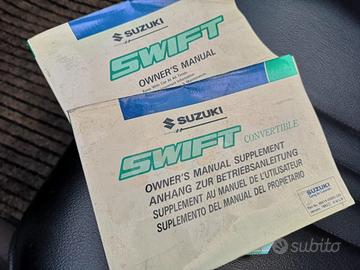 SUZUKI
SWIFT
OWNER'S MANUAL
SUZUKI
SWIFT CONVERTIBLE
OWNER'S MANUAL SUPPLEMENT
ANHANG ZUR BETRIEBSANLEITUNG
SUPPLEMENT AU MANUEL DE L'UTILISATEUR
SUPLEMENTO DEL MANUAL DEL PROPIETARIO
SUZUKI
subito